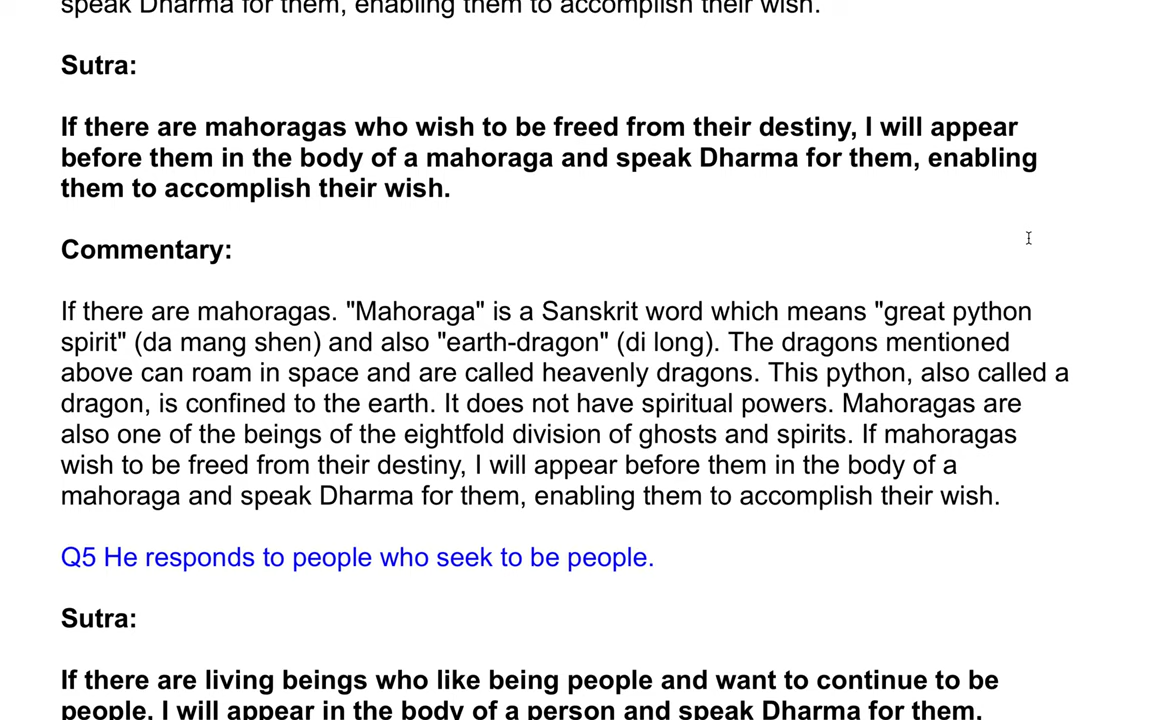 speak Dharma for them, enabling them to accomplish their wish.
Sutra:
If there are mahoragas who wish to be freed from their destiny, I will appear
before them in the body of a mahoraga and speak Dharma for them, enabling
them to accomplish their wish.
Commentary:
If there are mahoragas. "Mahoraga" is a Sanskrit word which means "great python
spirit" (da mang shen) and also "earth-dragon" (di long). The dragons mentioned
above can roam in space and are called heavenly dragons. This python, also called a
dragon, is confined to the earth. It does not have spiritual powers. Mahoragas are
also one of the beings of the eightfold division of ghosts and spirits. If mahoragas
wish to be freed from their destiny, I will appear before them in the body of a
mahoraga and speak Dharma for them, enabling them to accomplish their wish.
Q5 He responds to people who seek to be people.
Sutra:
If there are living beings who like being people and want to continue to be
people, I will appear in the body of a person and speak Dharma for them,